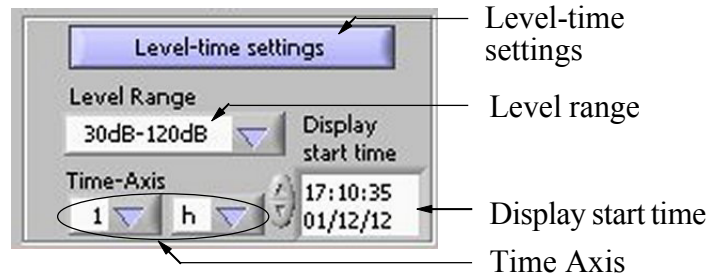 Level-time settings
Level Range
30dB-120dB
Display
start time
Time-Axis
1
h
17:10:35
01/12/12
Level-time
settings
Level range
Display start time
Time Axis